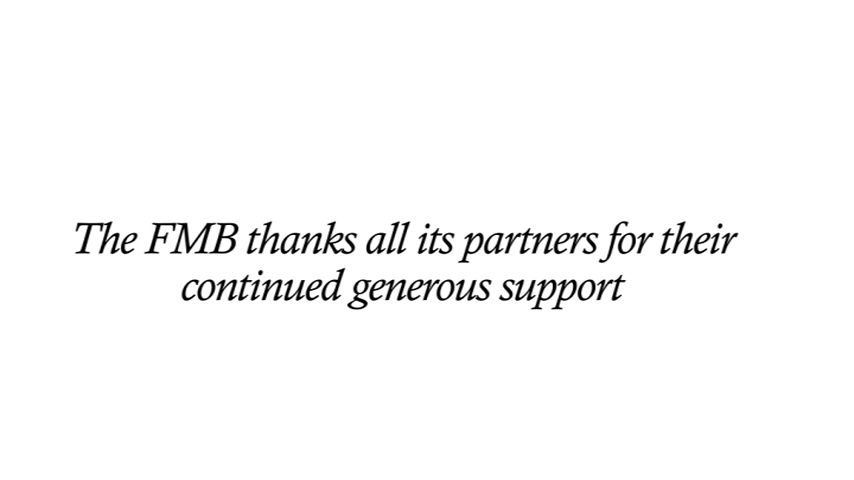 The FMB thanks all its partners for their
continued generous support